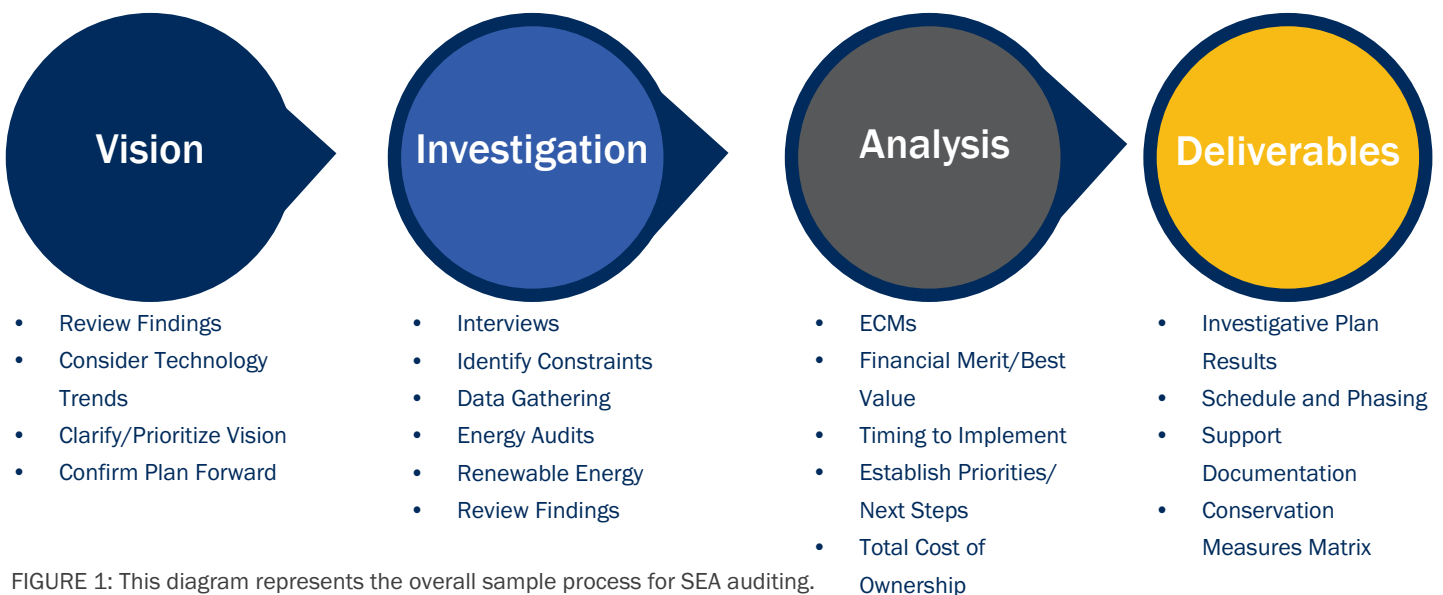 Vision
• Review Findings
• Consider Technology
Trends
• Clarify/Prioritize Vision
• Confirm Plan Forward
Investigation
• Interviews
• Identify Constraints
• Data Gathering
• Energy Audits
• Renewable Energy
• Review Findings
Analysis
• ECMs
• Financial Merit/Best
Value
• Timing to Implement
• Establish Priorities/
Next Steps
• Total Cost of
Ownership
Deliverables
• Investigative Plan
Results
• Schedule and Phasing
• Support
Documentation
• Conservation
Measures Matrix
FIGURE 1: This diagram represents the overall sample process for SEA auditing.